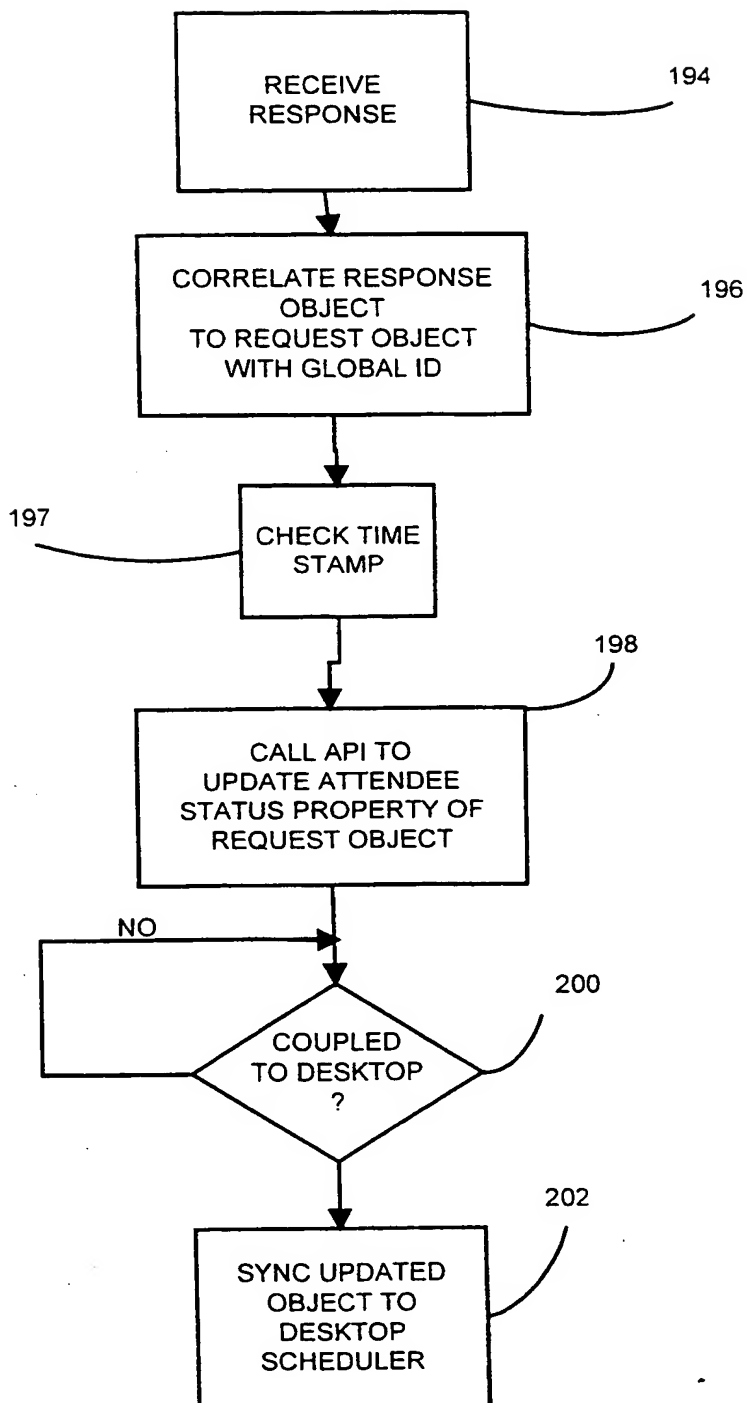 RECEIVE
RESPONSE
194
CORRELATE RESPONSE
OBJECT
TO REQUEST OBJECT
WITH GLOBAL ID
196
197
CHECK TIME
STAMP
198
CALL API TO
UPDATE ATTENDEE
STATUS PROPERTY OF
REQUEST OBJECT
NO
200
COUPLED
TO DESKTOP
?
202
SYNC UPDATED
OBJECT TO
DESKTOP
SCHEDULER